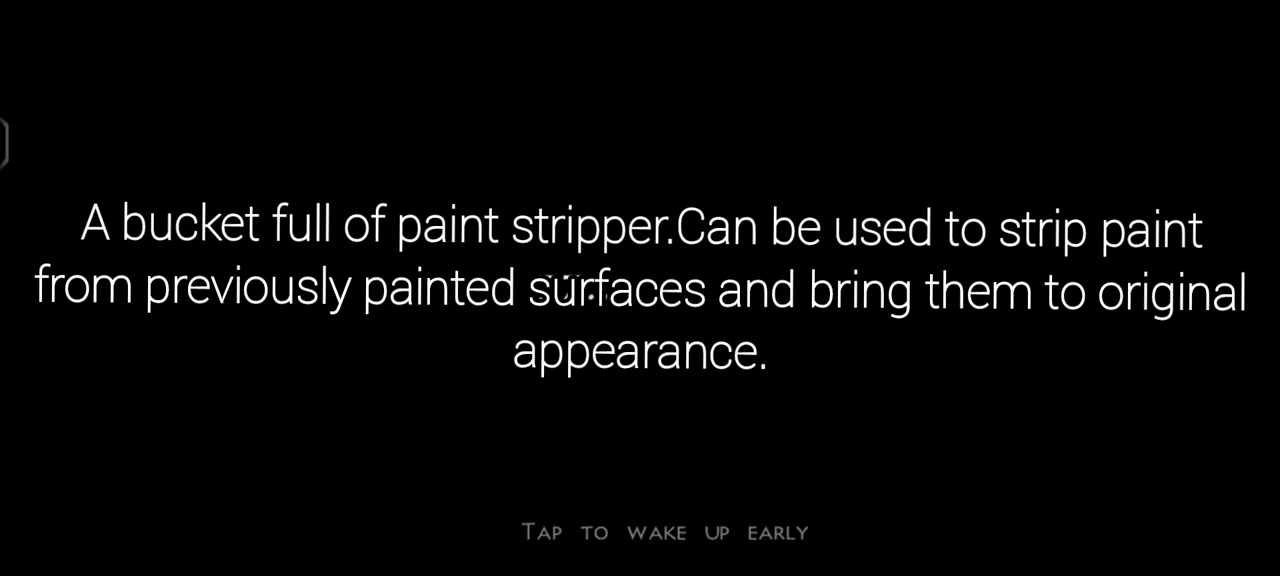 A bucket full of paint stripper.Can be used to strip paint
from previously painted surfaces and bring them to original
appearance.
TAP TO WAKE UP EARLY